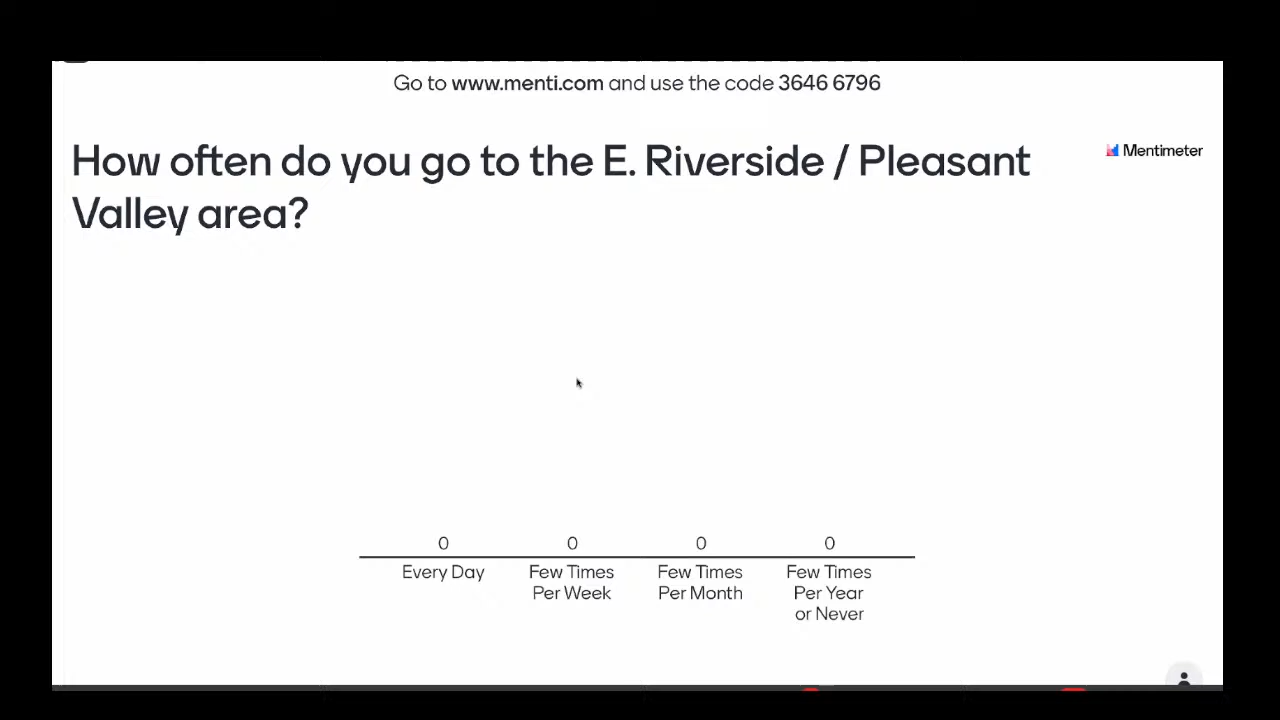 Go to www.menti.com and use the code 3646 6796
How often do you go to the E. Riverside / Pleasant
Valley area?
Mentimeter
0
0
0
0
Every Day
Few Times
Per Week
Few Times
Per Month
Few Times
Per Year
or Never